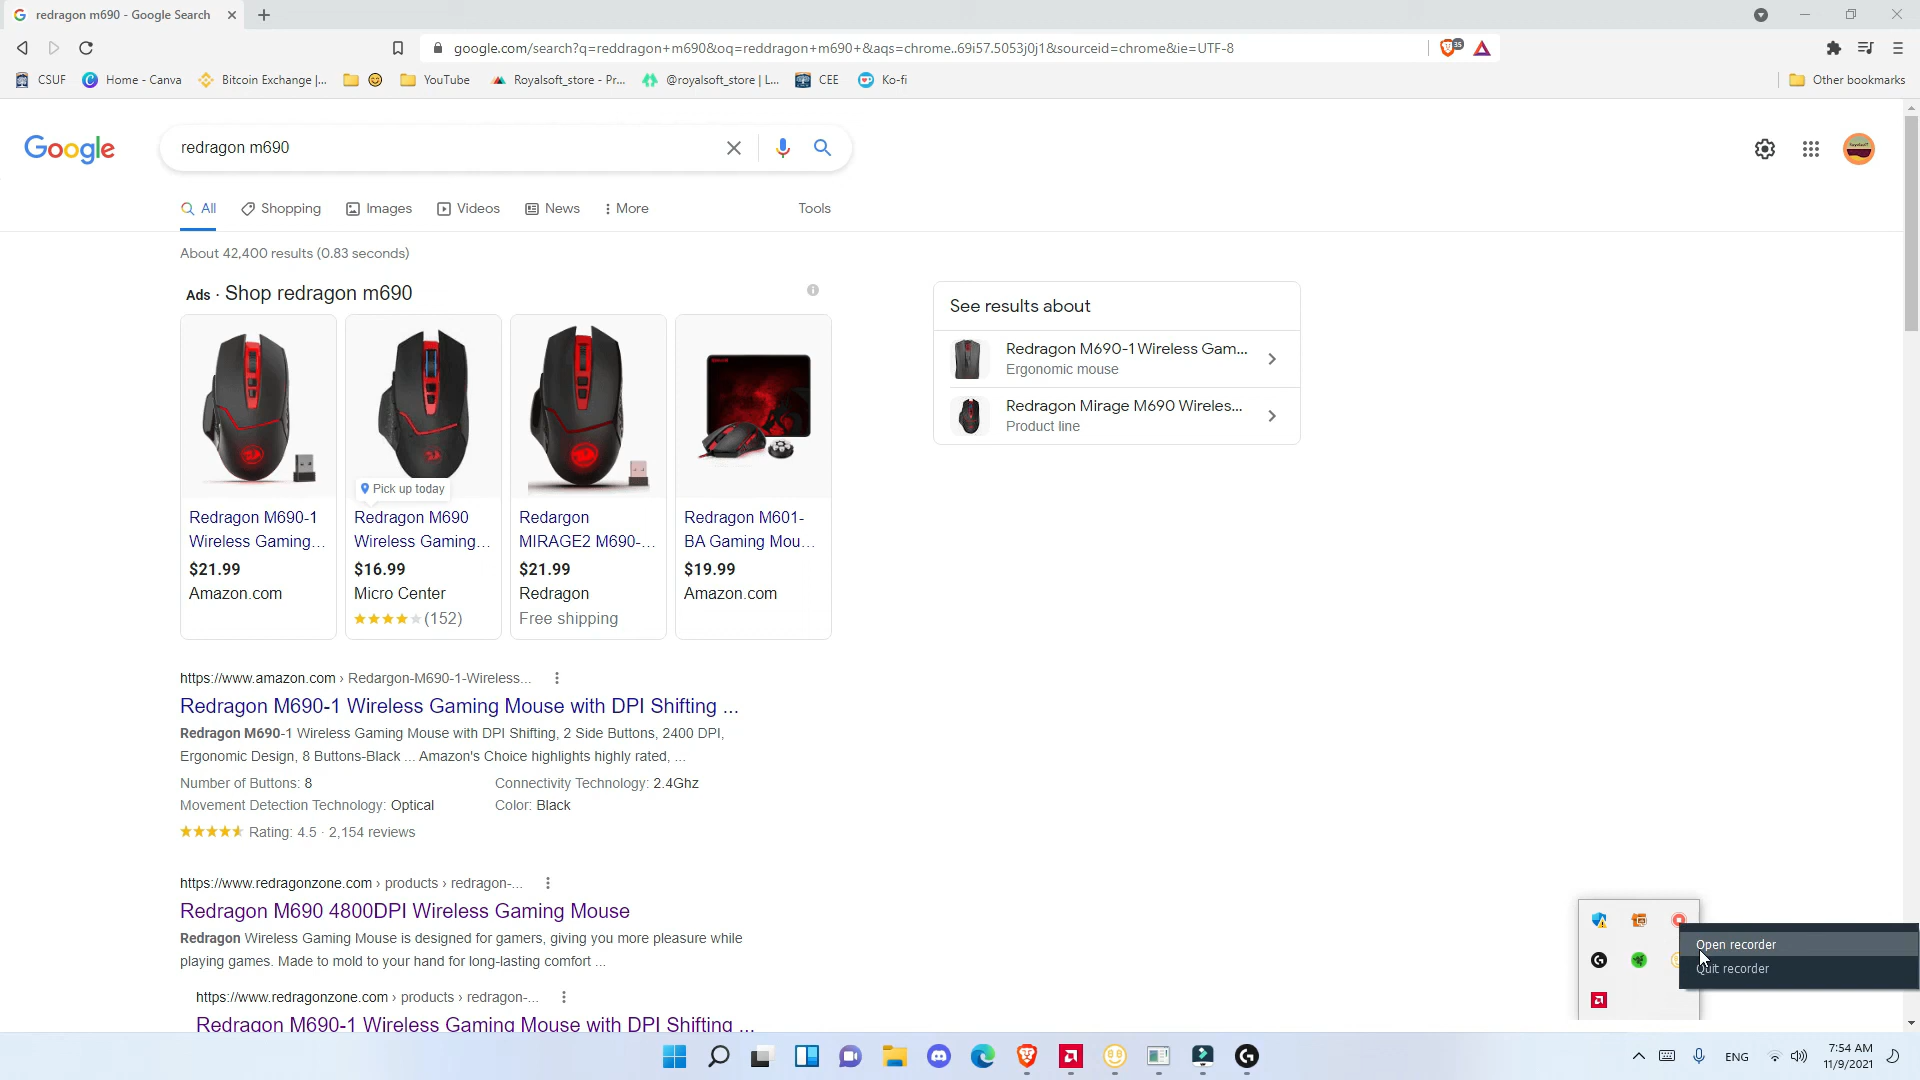 redragon m690 - Google Search
google.com/search?q=reddragon+m690&oq=reddragon+m690+&aqs=chrome..69i57.5053j0j1&sourceid=chrome&ie=UTF-8
35
CSUF
Home - Canva
Bitcoin Exchange |...
YouTube
Royalsoft_store - Pr...
@royalsoft_store | L...
CEE
Ko-fi
Other bookmarks
Google
redragon m690
All
Shopping
Images
Videos
News
More
Tools
About 42,400 results (0.83 seconds)
Ads · Shop redragon m690
Pick up today
Redragon M690-1
Wireless Gaming...
$21.99
Amazon.com
Redragon M690
Wireless Gaming...
$16.99
Micro Center
(152)
Redargon
MIRAGE2 M690-...
$21.99
Redragon
Free shipping
Redragon M601-
BA Gaming Mou...
$19.99
Amazon.com
See results about
Redragon M690-1 Wireless Gam...
Ergonomic mouse
Redragon Mirage M690 Wireles...
Product line
https://www.amazon.com › Redargon-M690-1-Wireless...
Redragon M690-1 Wireless Gaming Mouse with DPI Shifting ...
Redragon M690-1 Wireless Gaming Mouse with DPI Shifting, 2 Side Buttons, 2400 DPI,
Ergonomic Design, 8 Buttons-Black ... Amazon's Choice highlights highly rated, ...
Number of Buttons: 8
Connectivity Technology: 2.4Ghz
Movement Detection Technology: Optical
Color: Black
Rating: 4.5 · 2,154 reviews
https://www.redragonzone.com › products › redragon-...
Redragon M690 4800DPI Wireless Gaming Mouse
Redragon Wireless Gaming Mouse is designed for gamers, giving you more pleasure while
playing games. Made to mold to your hand for long-lasting comfort ...
https://www.redragonzone.com › products › redragon-...
Redragon M690-1 Wireless Gaming Mouse with DPI Shifting ...
Open recorder
Quit recorder
ENG
7:54 AM
11/9/2021